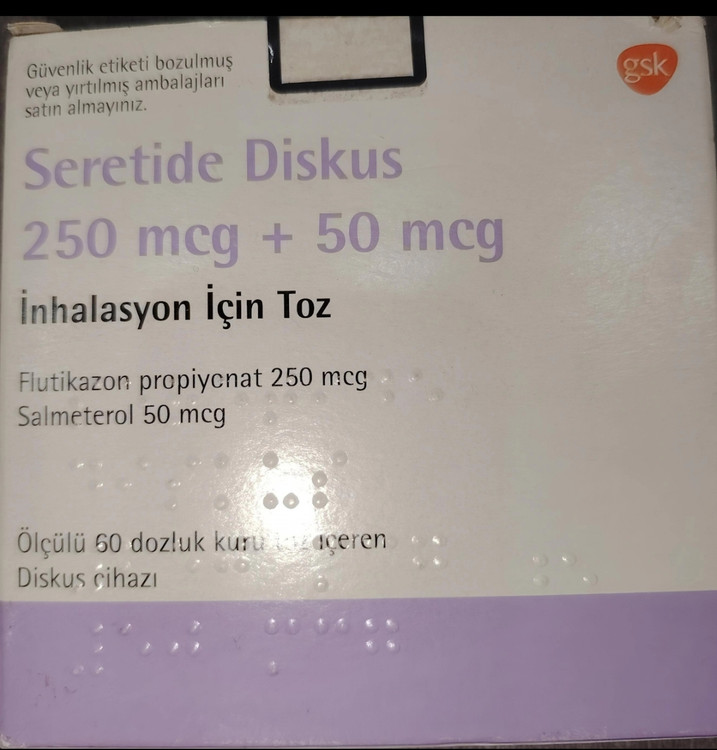 Güvenlik etiketi bozulmuş
veya yırtılmış ambalajları
satın almayınız.
gsk
Seretide Diskus
250 mcg + 50 mcg
İnhalasyon İçin Toz
Flutikazon propiyonat 250 mcg
Salmeterol 50 mcg
Ölçülü 60 dozluk kuru toz içeren
Diskus cihazı